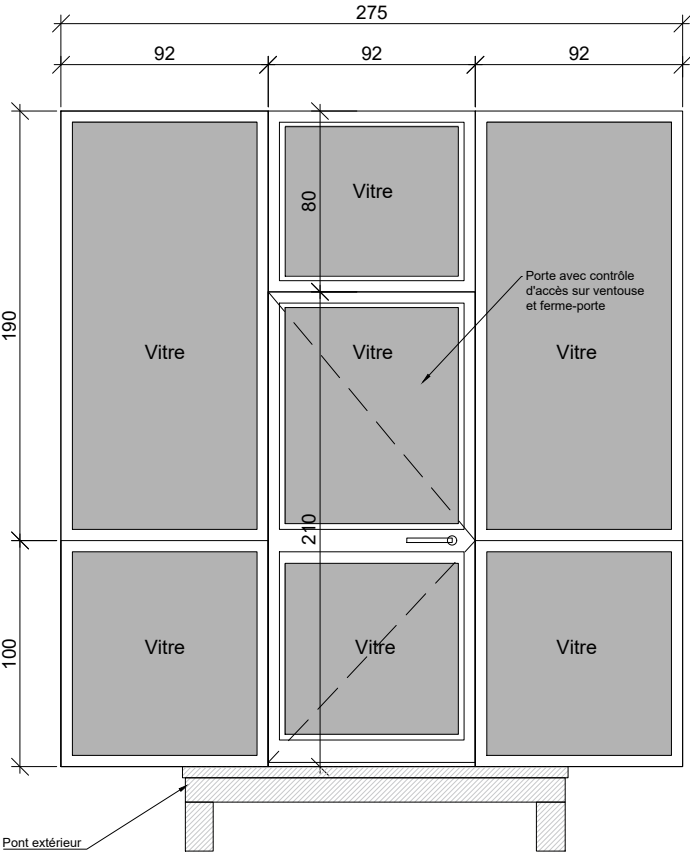 275
92 92 92
Vitre
80
Porte avec contrôle
d'accès sur ventouse
et ferme-porte
190
Vitre Vitre Vitre
210
100
Vitre Vitre Vitre
Pont extérieur